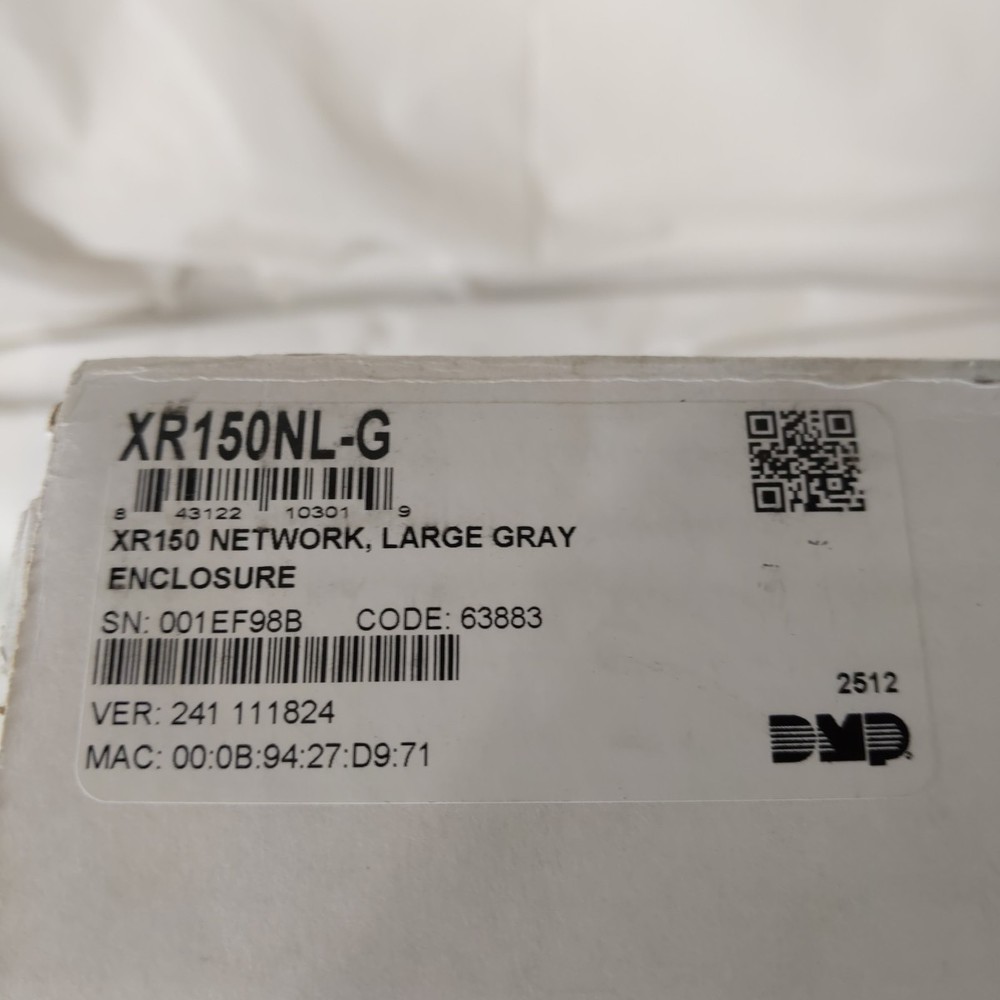 XR150NL-G
8 43122 10301 9
XR150 NETWORK, LARGE GRAY
ENCLOSURE
SN: 001EF98B CODE: 63883
VER: 241 111824
MAC: 00:0B:94:27:D9:71
2512
DMP